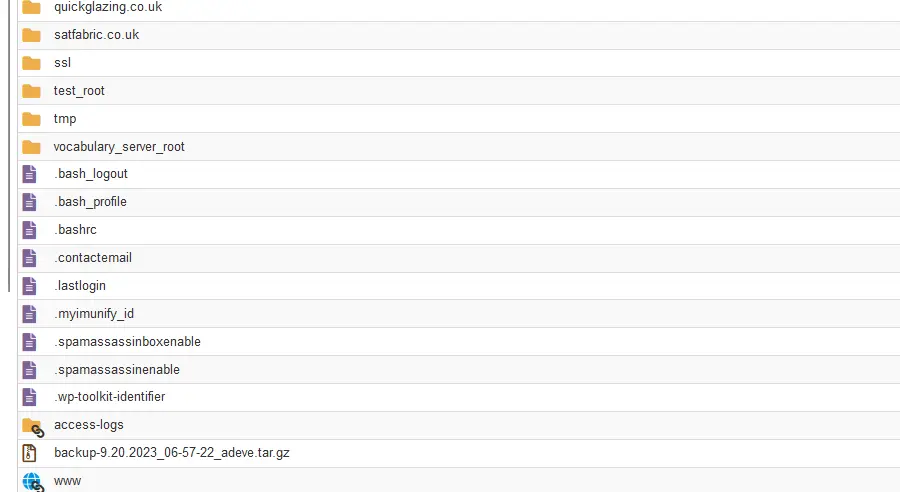 quickglazing.co.uk
satfabric.co.uk
ssl
test_root
tmp
vocabulary_server_root
.bash_logout
.bash_profile
.bashrc
.contactemail
.lastlogin
.myimunify_id
.spamassassinboxenable
.spamassassinenable
.wp-toolkit-identifier
access-logs
backup-9.20.2023_06-57-22_adeve.tar.gz
www